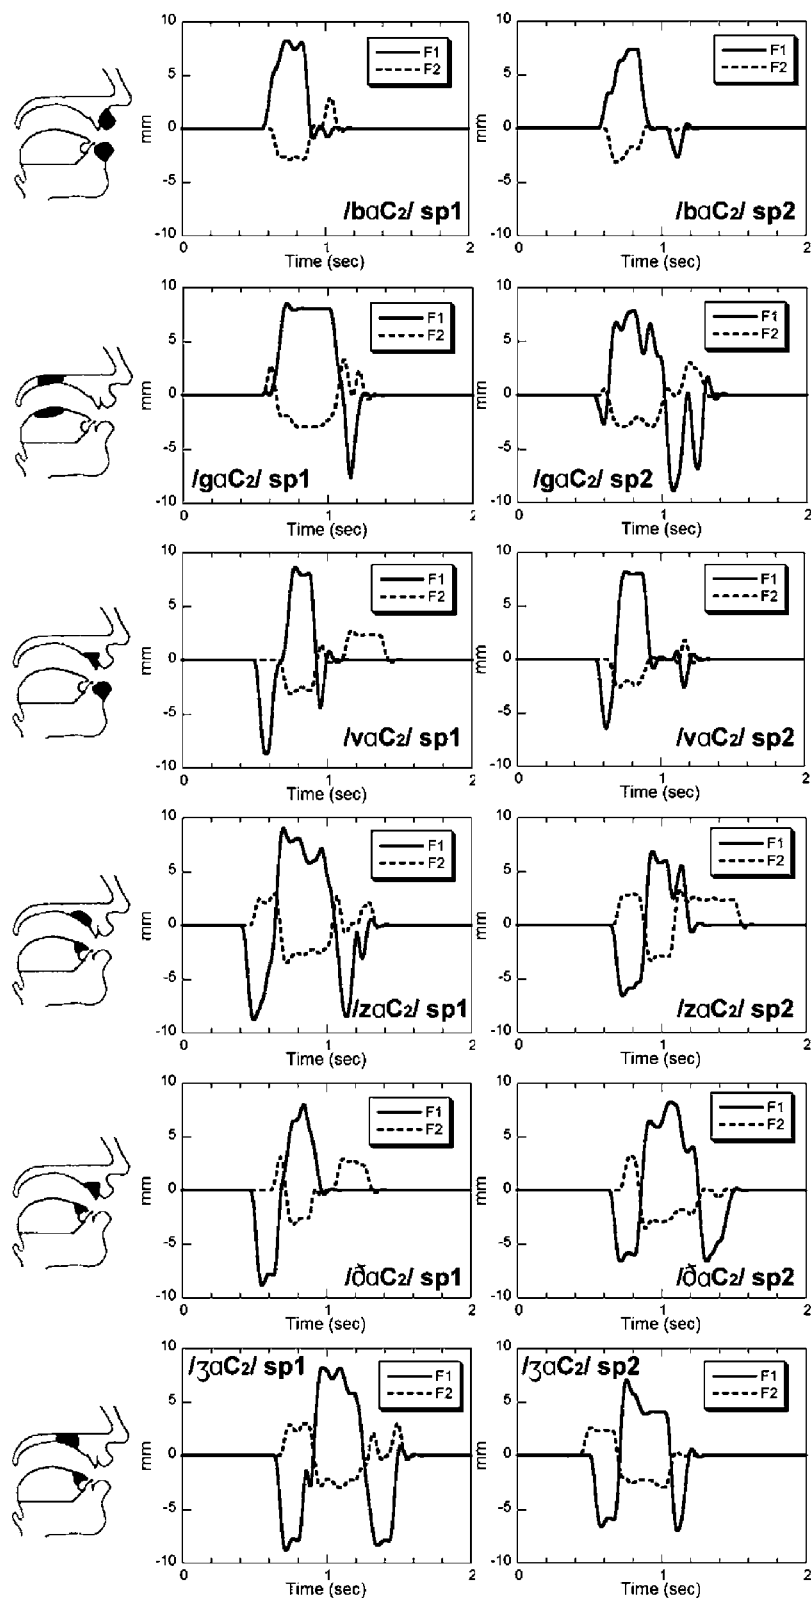 10
5
0
-5
-10
mm
F1
F2
/bɑC₂/ sp1
0
1
2
Time (sec)
10
5
0
-5
-10
mm
F1
F2
/bɑC₂/ sp2
0
1
2
Time (sec)
10
5
0
-5
-10
mm
F1
F2
/gɑC₂/ sp1
0
1
2
Time (sec)
10
5
0
-5
-10
mm
F1
F2
/gɑC₂/ sp2
0
1
2
Time (sec)
10
5
0
-5
-10
mm
F1
F2
/vɑC₂/ sp1
0
1
2
Time (sec)
10
5
0
-5
-10
mm
F1
F2
/vɑC₂/ sp2
0
1
2
Time (sec)
10
5
0
-5
-10
mm
F1
F2
/zɑC₂/ sp1
0
1
2
Time (sec)
10
5
0
-5
-10
mm
F1
F2
/zɑC₂/ sp2
0
1
2
Time (sec)
10
5
0
-5
-10
mm
F1
F2
/ðɑC₂/ sp1
0
1
2
Time (sec)
10
5
0
-5
-10
mm
F1
F2
/ðɑC₂/ sp2
0
1
2
Time (sec)
10
5
0
-5
-10
mm
/ʒɑC₂/ sp1
F1
F2
0
1
2
Time (sec)
10
5
0
-5
-10
mm
/ʒɑC₂/ sp2
F1
F2
0
1
2
Time (sec)